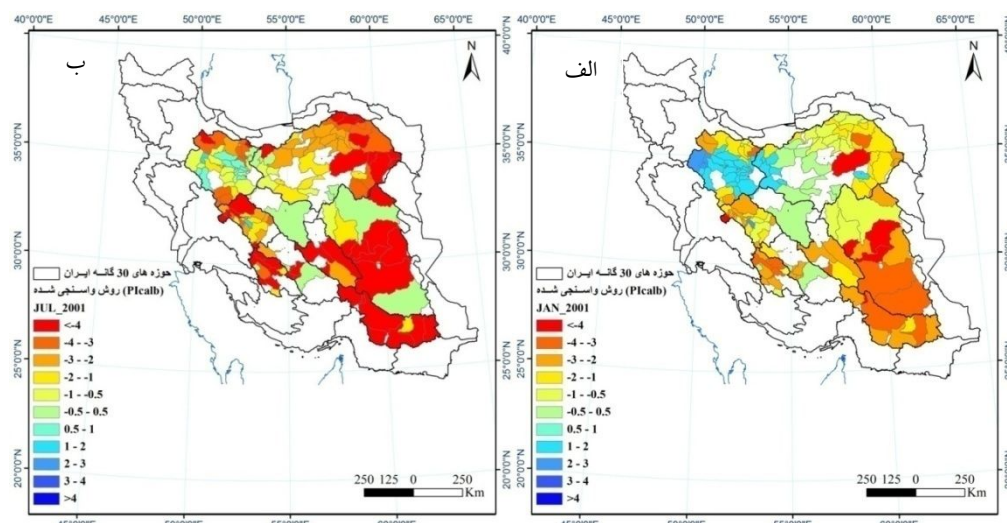 40°0'0"E 45°0'0"E 50°0'0"E 55°0'0"E 60°0'0"E 65°0'0"E
ب
N
35°0'0"N
30°0'0"N
25°0'0"N
20°0'0"N
حوزه های 30 گانه ایران
روش واسنجی شده (PIcalb)
JUL_2001
<-4
-4 - -3
-3 - -2
-2 - -1
-1 - -0.5
-0.5 - 0.5
0.5 - 1
1 - 2
2 - 3
3 - 4
>4
250 125 0 250
Km
40°0'0"E 45°0'0"E 50°0'0"E 55°0'0"E 60°0'0"E 65°0'0"E
الف
N
35°0'0"N
30°0'0"N
25°0'0"N
20°0'0"N
حوزه های 30 گانه ایران
روش واسنجی شده (PIcalb)
JAN_2001
<-4
-4 - -3
-3 - -2
-2 - -1
-1 - -0.5
-0.5 - 0.5
0.5 - 1
1 - 2
2 - 3
3 - 4
>4
250 125 0 250
Km